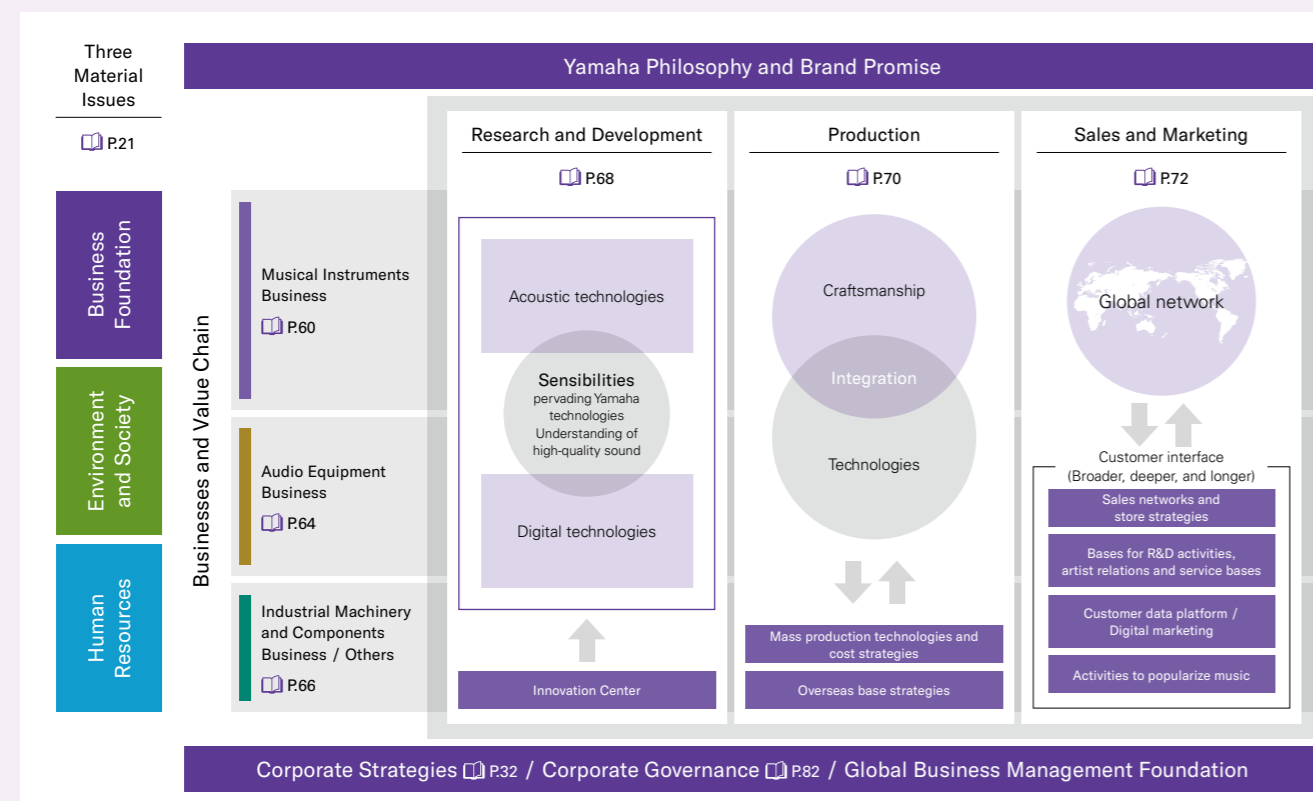 Three
Material
Issues
P.21
Yamaha Philosophy and Brand Promise
Business
Foundation
Environment
and Society
Human
Resources
Businesses and Value Chain
Musical Instruments
Business
P.60
Audio Equipment
Business
P.64
Industrial Machinery
and Components
Business / Others
P.66
Research and Development
P.68
Acoustic technologies
Sensibilities
pervading Yamaha
technologies
Understanding of
high-quality sound
Digital technologies
Innovation Center
Production
P.70
Craftsmanship
Integration
Technologies
Mass production technologies and
cost strategies
Overseas base strategies
Sales and Marketing
P.72
Global network
Customer interface
(Broader, deeper, and longer)
Sales networks and
store strategies
Bases for R&D activities,
artist relations and service bases
Customer data platform /
Digital marketing
Activities to popularize music
Corporate Strategies P.32 / Corporate Governance P.82 / Global Business Management Foundation